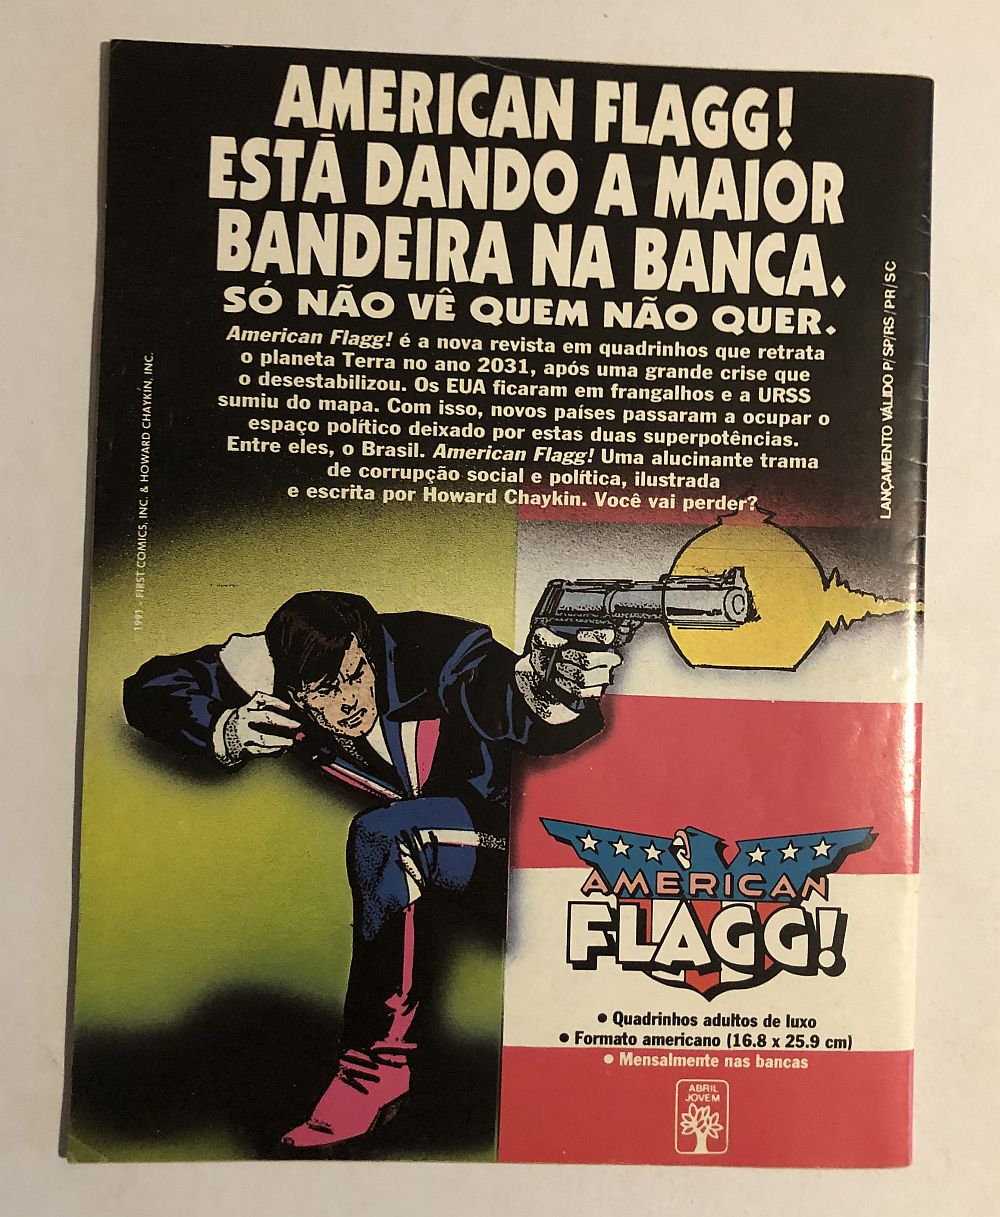 AMERICAN FLAGG!
ESTÁ DANDO A MAIOR
BANDEIRA NA BANCA.
SÓ NÃO VÊ QUEM NÃO QUER.
American Flagg! é a nova revista em quadrinhos que retrata
o planeta Terra no ano 2031, após uma grande crise que
o desestabilizou. Os EUA ficaram em frangalhos e a URSS
sumiu do mapa. Com isso, novos países passaram a ocupar o
espaço político deixado por estas duas superpotências.
Entre eles, o Brasil. American Flagg! Uma alucinante trama
de corrupção social e política, ilustrada
e escrita por Howard Chaykin. Você vai perder?
1991 - FIRST COMICS, INC. & HOWARD CHAYKIN, INC.
LANÇAMENTO VÁLIDO P/SP/RS/PR/SC
AMERICAN
FLAGG!
• Quadrinhos adultos de luxo
• Formato americano (16.8 x 25.9 cm)
• Mensalmente nas bancas
ABRIL
JOVEM